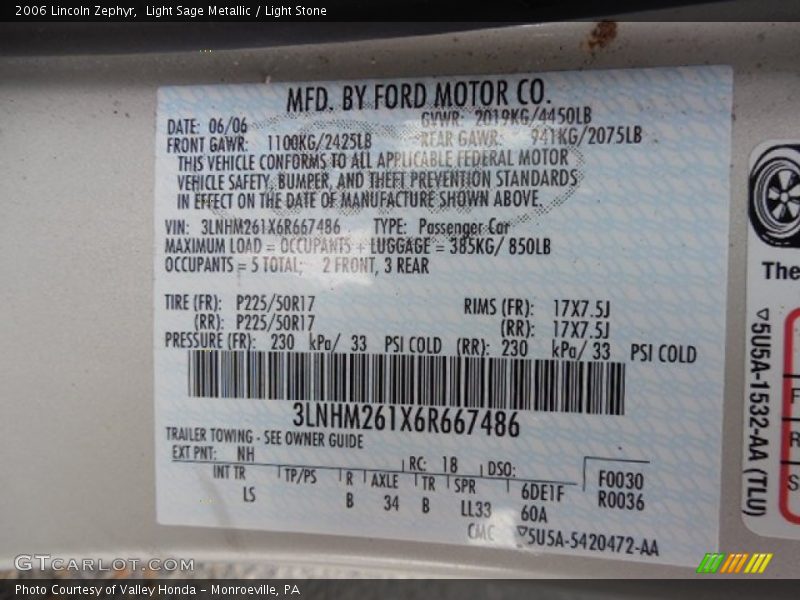 2006 Lincoln Zephyr,  Light Sage Metallic / Light Stone
MFD. BY FORD MOTOR CO.
DATE: 06/06 GVWR: 2019KG/4450LB
FRONT GAWR: 1100KG/2425LB REAR GAWR: 941KG/2075LB
THIS VEHICLE CONFORMS TO ALL APPLICABLE FEDERAL MOTOR
VEHICLE SAFETY, BUMPER, AND THEFT PREVENTION STANDARDS
IN EFFECT ON THE DATE OF MANUFACTURE SHOWN ABOVE.
VIN: 3LNHM261X6R667486 TYPE: Passenger Car
MAXIMUM LOAD = OCCUPANTS + LUGGAGE = 385KG/ 850LB
OCCUPANTS = 5 TOTAL; 2 FRONT, 3 REAR
TIRE (FR): P225/50R17 RIMS (FR): 17X7.5J
(RR): P225/50R17 (RR): 17X7.5J
PRESSURE (FR): 230 kPa/ 33 PSI COLD (RR): 230 kPa/ 33 PSI COLD
3LNHM261X6R667486
TRAILER TOWING - SEE OWNER GUIDE
EXT PNT: NH RC: 18 DSO: F0030
INT TR TP/PS R AXLE TR SPR 6DE1F R0036
LS B 34 B LL33 60A
CMC ▽5U5A-5420472-AA
The
▽5U5A-1532-AA (TLU)
F
R
S
GTCarlot.com
Photo Courtesy of Valley Honda - Monroeville, PA